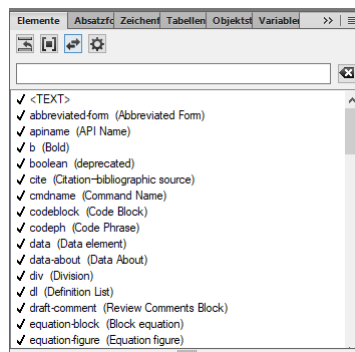 Elemente Absatzfo Zeichenf Tabellen Objektst Variablen >>
<TEXT>
abbreviated-form (Abbreviated Form)
apiname (API Name)
b (Bold)
boolean (deprecated)
cite (Citation--bibliographic source)
cmdname (Command Name)
codeblock (Code Block)
codeph (Code Phrase)
data (Data element)
data-about (Data About)
div (Division)
dl (Definition List)
draft-comment (Review Comments Block)
equation-block (Block equation)
equation-figure (Equation figure)